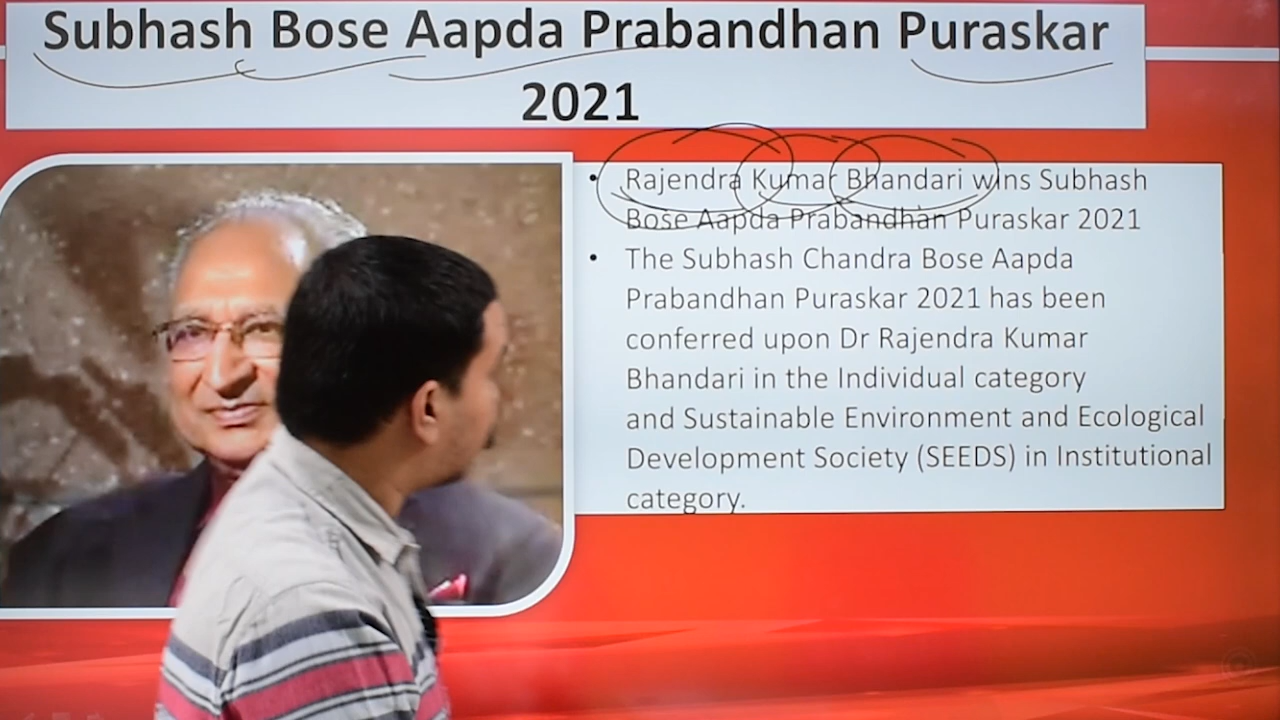 Subhash Bose Aapda Prabandhan Puraskar
2021
• Rajendra Kumar Bhandari wins Subhash
Bose Aapda Prabandhan Puraskar 2021
• The Subhash Chandra Bose Aapda
Prabandhan Puraskar 2021 has been
conferred upon Dr Rajendra Kumar
Bhandari in the Individual category
and Sustainable Environment and Ecological
Development Society (SEEDS) in Institutional
category.